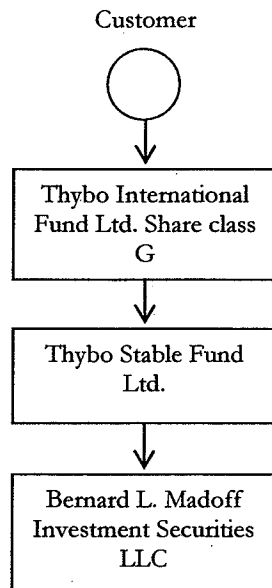 Customer
Thybo International
Fund Ltd. Share class
G
Thybo Stable Fund
Ltd.
Bernard L. Madoff
Investment Securities
LLC